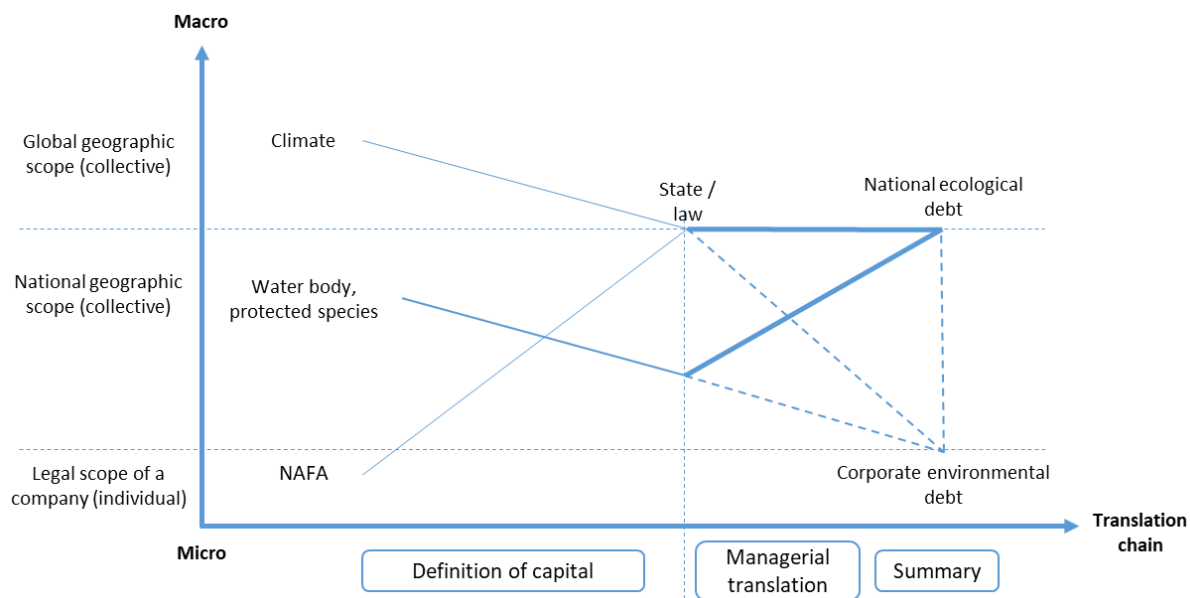 Macro
Global geographic
scope (collective)
Climate
State /
law
National ecological
debt
National geographic
scope (collective)
Water body,
protected species
Legal scope of a
company (individual)
NAFA
Corporate environmental
debt
Micro
Translation
chain
Definition of capital
Managerial
translation
Summary